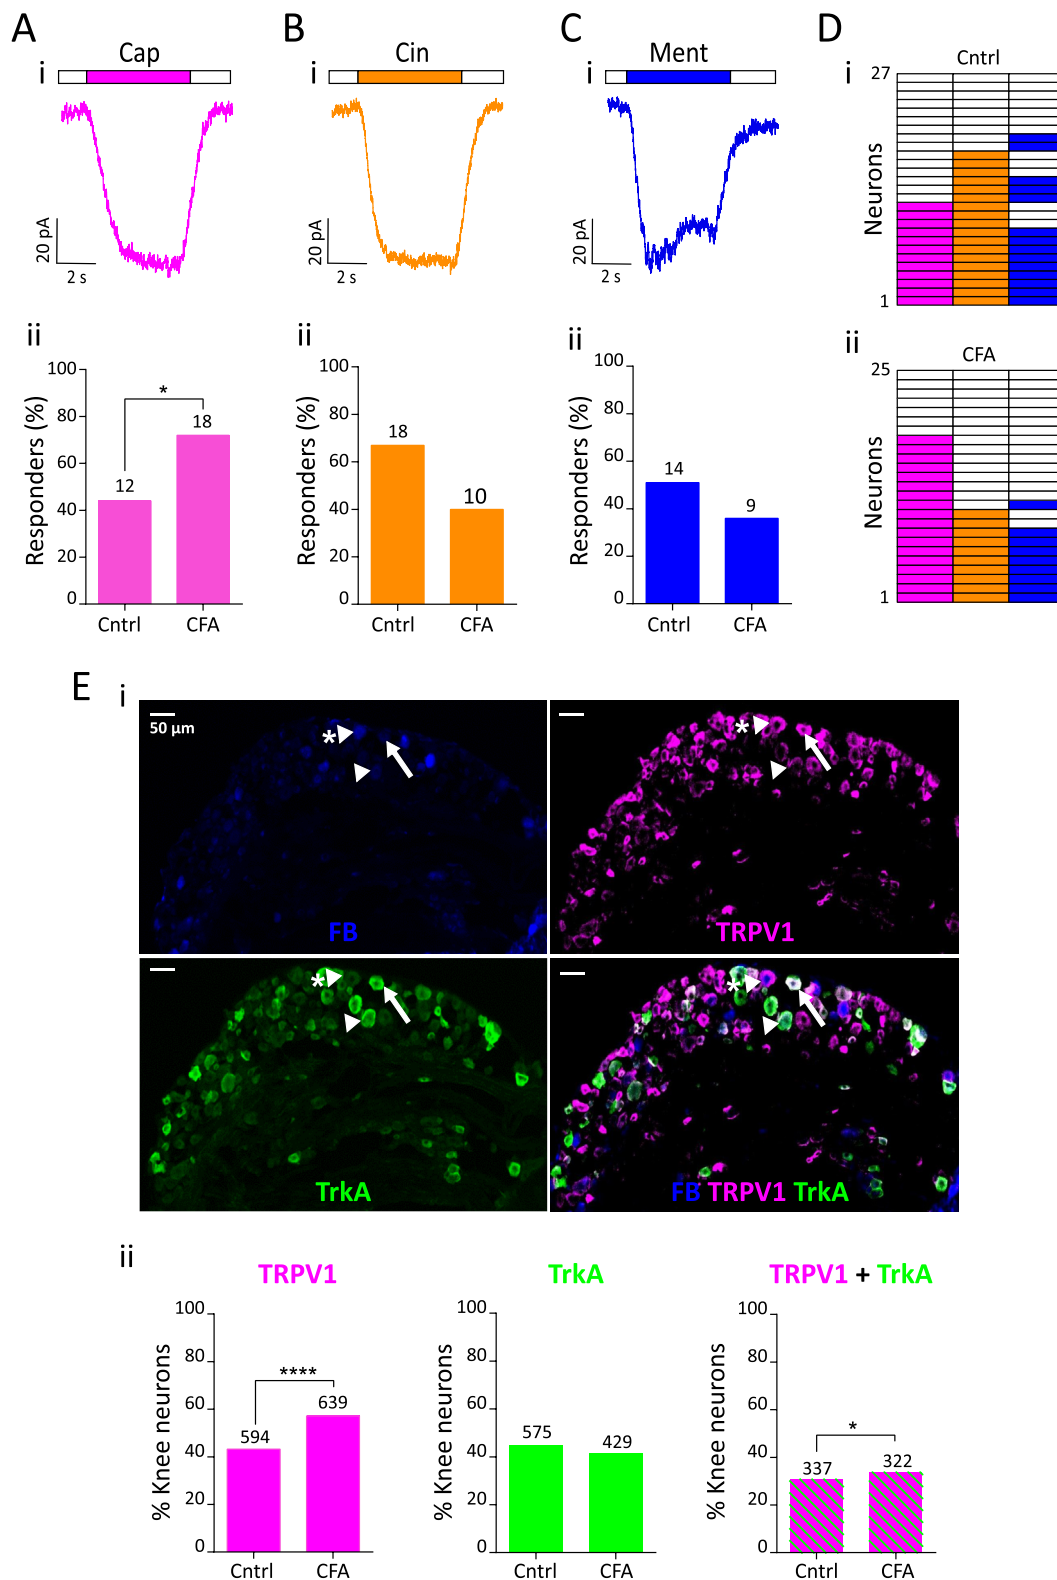 A
B
C
D
i
Cap
i
Cin
i
Ment
i
Cntrl
27
Neurons
1
20 pA
2 s
20 pA
2 s
20 pA
2 s
ii
100
80
60
40
20
0
Responders (%)
*
12
18
Cntrl
CFA
ii
100
80
60
40
20
0
Responders (%)
18
10
Cntrl
CFA
ii
100
80
60
40
20
0
Responders (%)
14
9
Cntrl
CFA
ii
CFA
25
Neurons
1
E
i
50 µm
*
FB
*
TRPV1
*
TrkA
*
FB TRPV1 TrkA
ii
TRPV1
100
80
60
40
20
0
% Knee neurons
****
594
639
Cntrl
CFA
TrkA
100
80
60
40
20
0
% Knee neurons
575
429
Cntrl
CFA
TRPV1 + TrkA
100
80
60
40
20
0
% Knee neurons
*
337
322
Cntrl
CFA